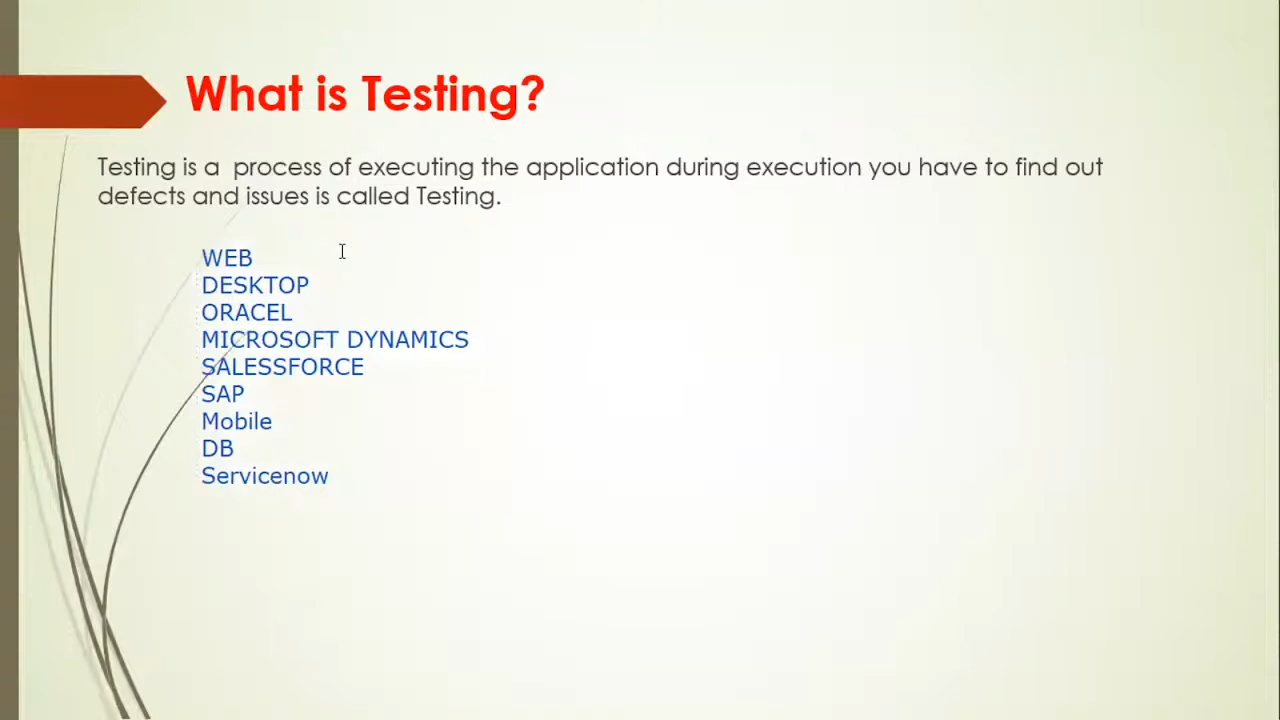 What is Testing?
Testing is a  process of executing the application during execution you have to find out
defects and issues is called Testing.
WEB
DESKTOP
ORACEL
MICROSOFT DYNAMICS
SALESSFORCE
SAP
Mobile
DB
Servicenow